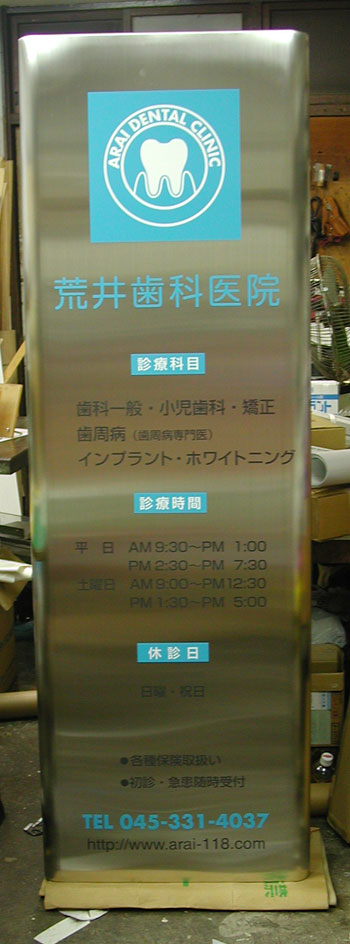 ARAI DENTAL CLINIC
荒井歯科医院
診療科目
歯科一般・小児歯科・矯正
歯周病（歯周病専門医）
インプラント・ホワイトニング
診療時間
平 日 AM 9:30〜PM 1:00
PM 2:30〜PM 7:30
土曜日 AM 9:00〜PM12:30
PM 1:30〜PM 5:00
休診日
日曜・祝日
●各種保険取扱い
●初診・急患随時受付
TEL 045-331-4037
http://www.arai-118.com